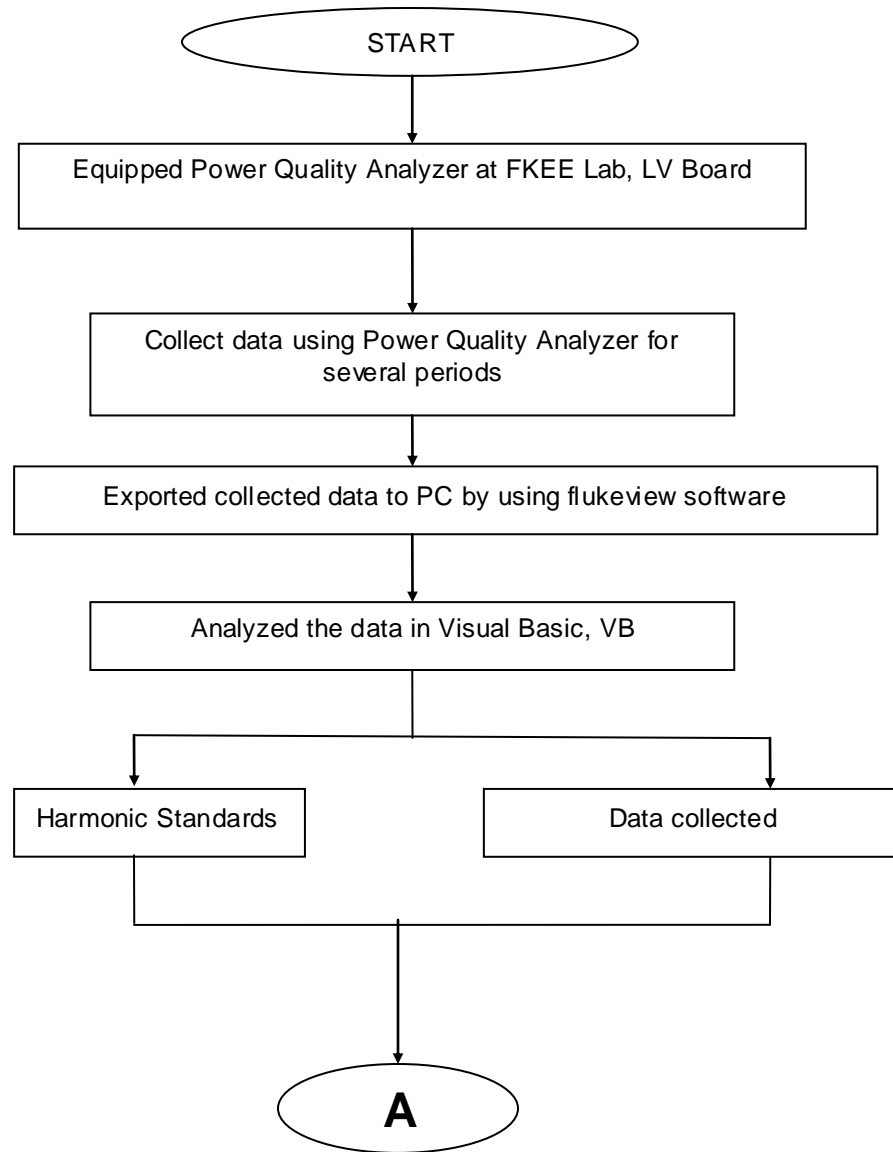 START
Equipped Power Quality Analyzer at FKEE Lab, LV Board
Collect data using Power Quality Analyzer for
several periods
Exported collected data to PC by using flukeview software
Analyzed the data in Visual Basic, VB
Harmonic Standards
Data collected
A